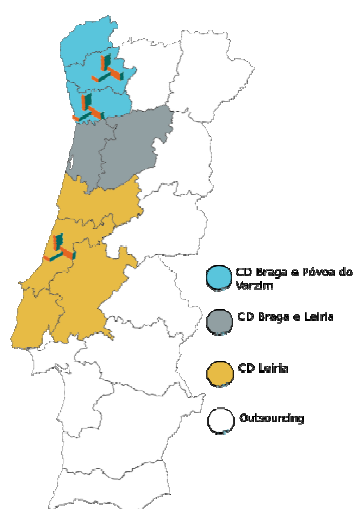 CD Braga e Póvoa do
Varzim
CD Braga e Leiria
CD Leiria
Outsourcing